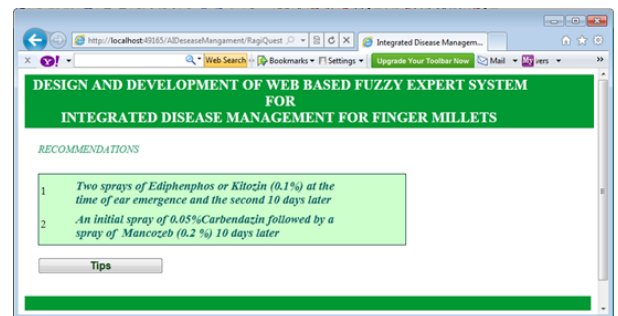 http://localhost:49165/AIDeseaseMangament/RagiQuest
Integrated Disease Managem...
Web Search
Bookmarks
Settings
Upgrade Your Toolbar Now
Mail
My
vers
DESIGN AND DEVELOPMENT OF WEB BASED FUZZY EXPERT SYSTEM
FOR
INTEGRATED DISEASE MANAGEMENT FOR FINGER MILLETS
RECOMMENDATIONS
1 Two sprays of Ediphenphos or Kitozin (0.1%) at the
time of ear emergence and the second 10 days later
2 An initial spray of 0.05%Carbendazin followed by a
spray of Mancozeb (0.2 %) 10 days later
Tips